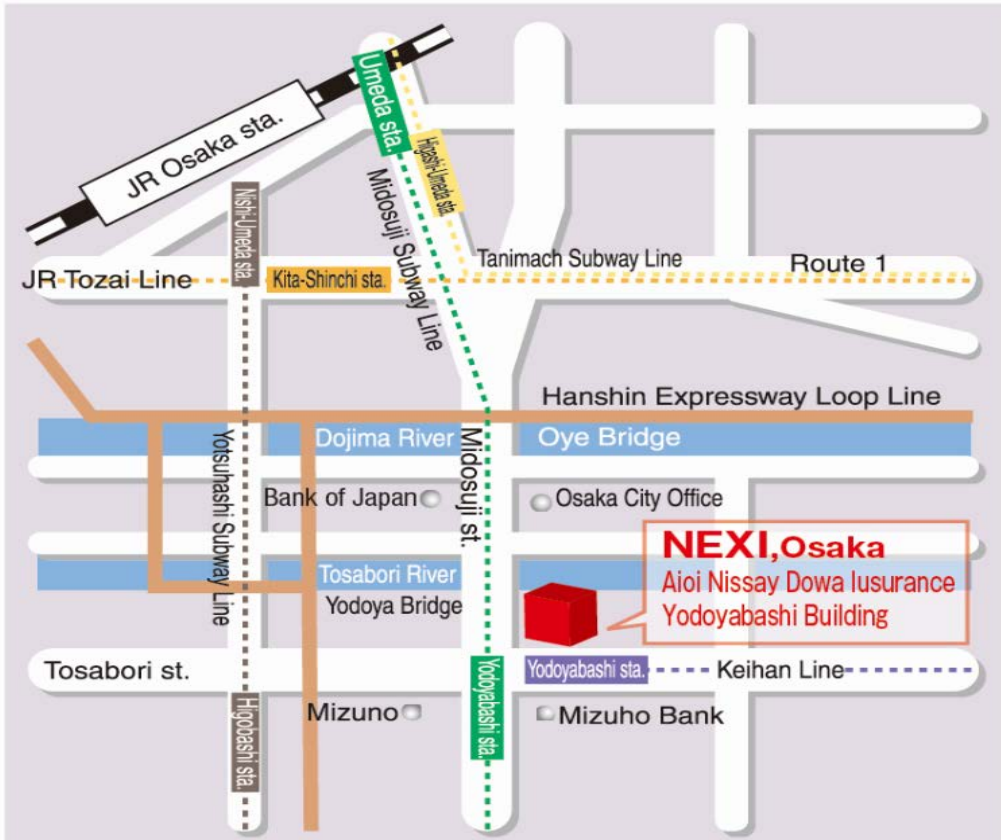 JR Osaka sta.
Umeda sta.
Higashi-Umeda sta.
Midosuji Subway Line
Nishi-Umeda sta.
Tanimach Subway Line
Route 1
JR Tozai Line
Kita-Shinchi sta.
Hanshin Expressway Loop Line
Dojima River
Oye Bridge
Yotsuhashi Subway Line
Midosuji st.
Bank of Japan
Osaka City Office
NEXI,Osaka
Aioi Nissay Dowa Iusurance
Yodoyabashi Building
Tosabori River
Yodoya Bridge
Tosabori st.
Yodoyabashi sta.
Keihan Line
Higobashi sta.
Yodoyabashi sta.
Mizuno
Mizuho Bank